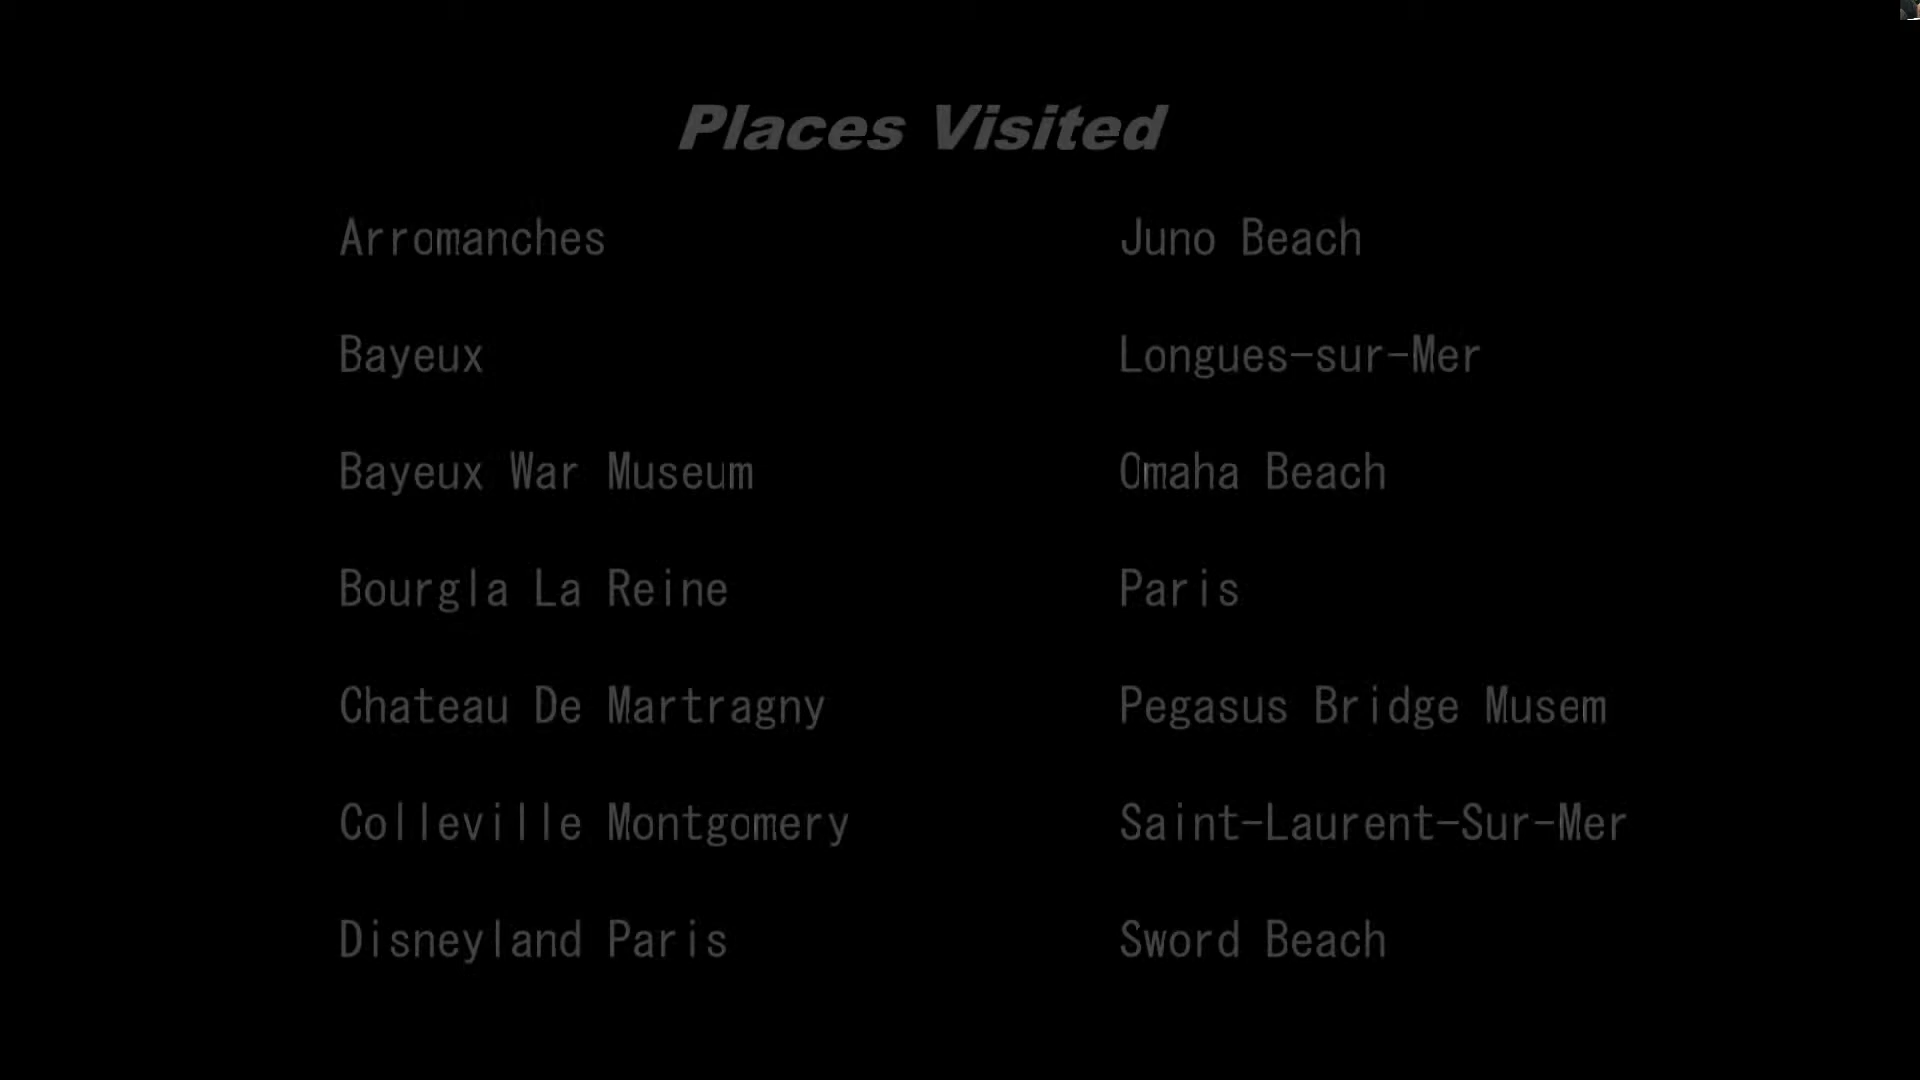 Places Visited
Arromanches
Bayeux
Bayeux War Museum
Bourgla La Reine
Chateau De Martragny
Colleville Montgomery
Disneyland Paris
Juno Beach
Longues-sur-Mer
Omaha Beach
Paris
Pegasus Bridge Musem
Saint-Laurent-Sur-Mer
Sword Beach